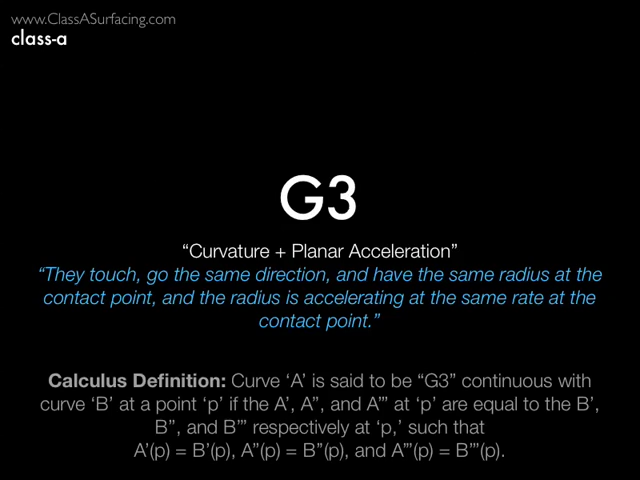 www.ClassASurfacing.com
class-a
G3
“Curvature + Planar Acceleration”
“They touch, go the same direction, and have the same radius at the
contact point, and the radius is accelerating at the same rate at the
contact point.”
Calculus Definition: Curve ‘A’ is said to be “G3” continuous with
curve ‘B’ at a point ‘p’ if the A’, A’’, and A’’’ at ‘p’ are equal to the B’,
B’’, and B’’’ respectively at ‘p,’ such that
A’(p) = B’(p), A’’(p) = B’’(p), and A’’’(p) = B’’’(p).